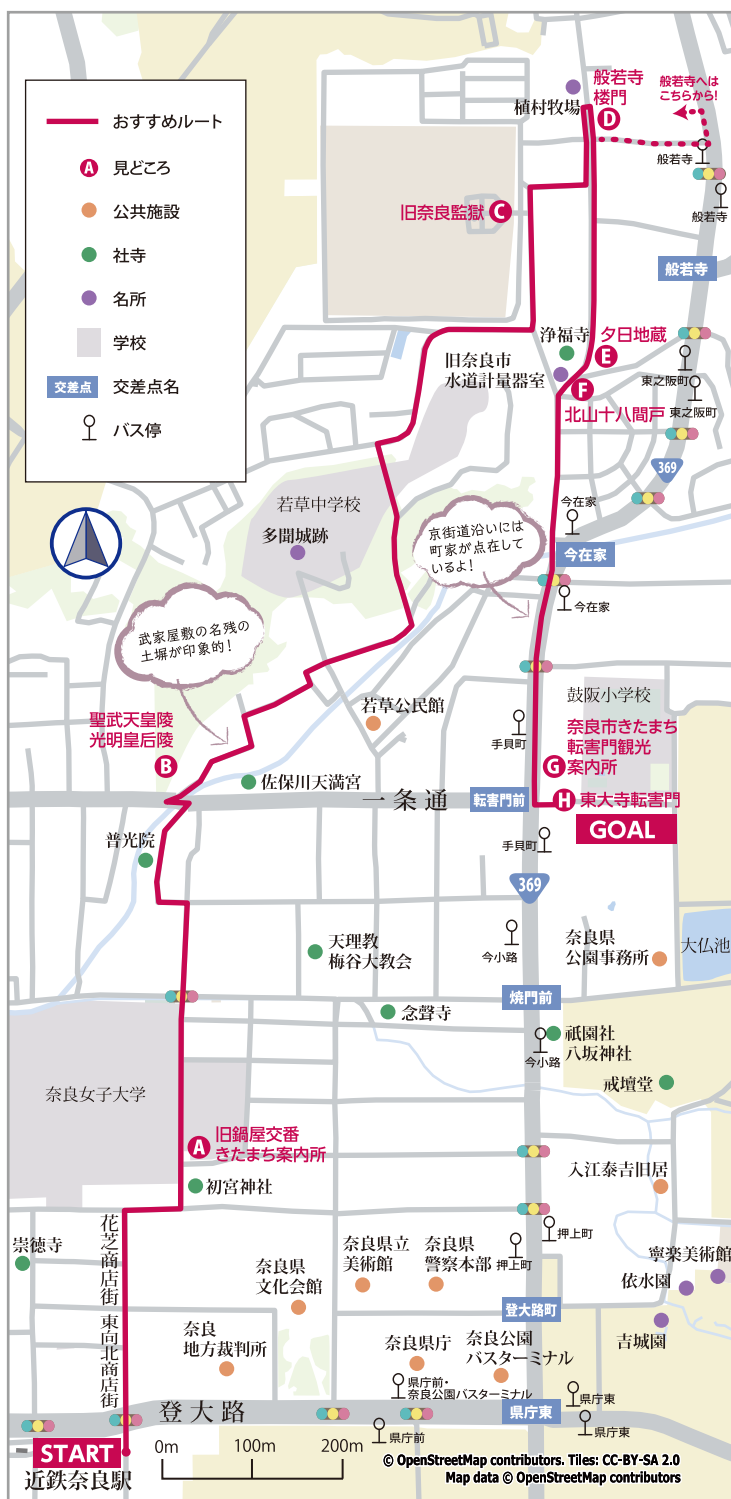 おすすめルート
A
見どころ
公共施設
社寺
名所
学校
交差点
交差点名
バス停
植村牧場
般若寺
楼門
D
般若寺へは
こちらから!
般若寺
般若寺
般若寺
旧奈良監獄
C
浄福寺
夕日地蔵
E
F
北山十八間戸
東之阪町
東之阪町
旧奈良市
水道計量器室
369
若草中学校
多聞城跡
京街道沿いには
町家が点在して
いるよ!
今在家
今在家
今在家
武家屋敷の名残の
土塀が印象的!
聖武天皇陵
光明皇后陵
B
若草公民館
手貝町
鼓阪小学校
奈良市きたまち
転害門観光
案内所
G
佐保川天満宮
一条通
転害門前
H
東大寺転害門
GOAL
手貝町
普光院
369
天理教
梅谷大教会
今小路
奈良県
公園事務所
大仏池
焼門前
念聲寺
今小路
祇園社
八坂神社
戒壇堂
奈良女子大学
A
旧鍋屋交番
きたまち案内所
初宮神社
入江泰吉旧居
花芝商店街
東向北商店街
崇徳寺
奈良県
文化会館
奈良県立
美術館
奈良県
警察本部
押上町
押上町
寧楽美術館
依水園
吉城園
登大路町
奈良
地方裁判所
奈良県庁
奈良公園
バスターミナル
県庁前・
奈良公園バスターミナル
登大路
県庁前
県庁東
県庁東
県庁東
START
近鉄奈良駅
0m
100m
200m
© OpenStreetMap contributors. Tiles: CC-BY-SA 2.0
Map data © OpenStreetMap contributors